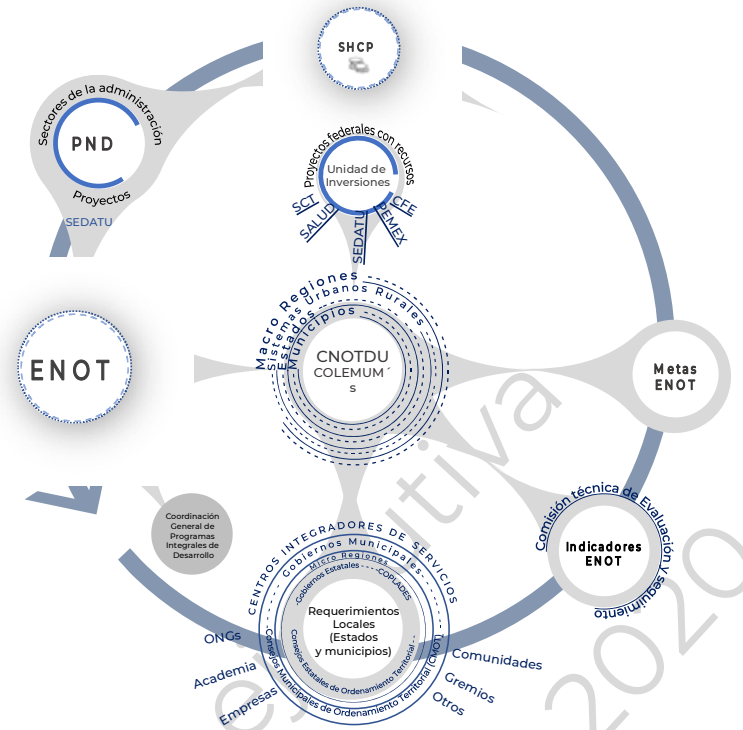 SHCP
Sectores de la administración
PND
Proyectos
SEDATU
Proyectos federales con recursos
Unidad de
Inversiones
SCT
SALUD
SEDATU
PEMEX
CFE
Macro Regiones
Sistemas Urbanos Rurales
Estados
Municipios
CNOTDU
COLEMUM´
s
ENOT
Metas
ENOT
Comisión técnica de Evaluación y seguimiento
Indicadores
ENOT
Coordinación
General de
Programas
Integrales de
Desarrollo
CENTROS INTEGRADORES DE SERVICIOS
Gobiernos Municipales
Micro Regiones
Gobiernos Estatales
COPLADES
Requerimientos
Locales
(Estados
y municipios)
Consejos Estatales de Ordenamiento Territorial
Consejos Municipales de Ordenamiento Territorial (CMOT)
ONGs
Academia
Empresas
Comunidades
Gremios
Otros
ejecutiva
2020